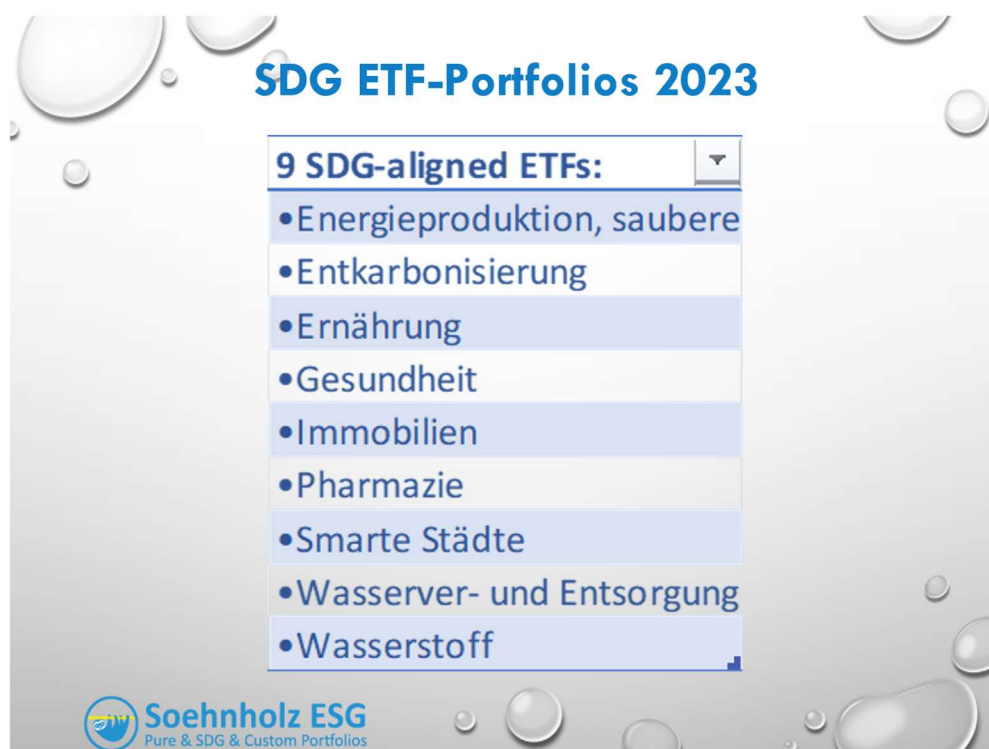 SDG ETF-Portfolios 2023
9 SDG-aligned ETFs:
•Energieproduktion, saubere
•Entkarbonisierung
•Ernährung
•Gesundheit
•Immobilien
•Pharmazie
•Smarte Städte
•Wasserver- und Entsorgung
•Wasserstoff
Soehnholz ESG
Pure & SDG & Custom Portfolios